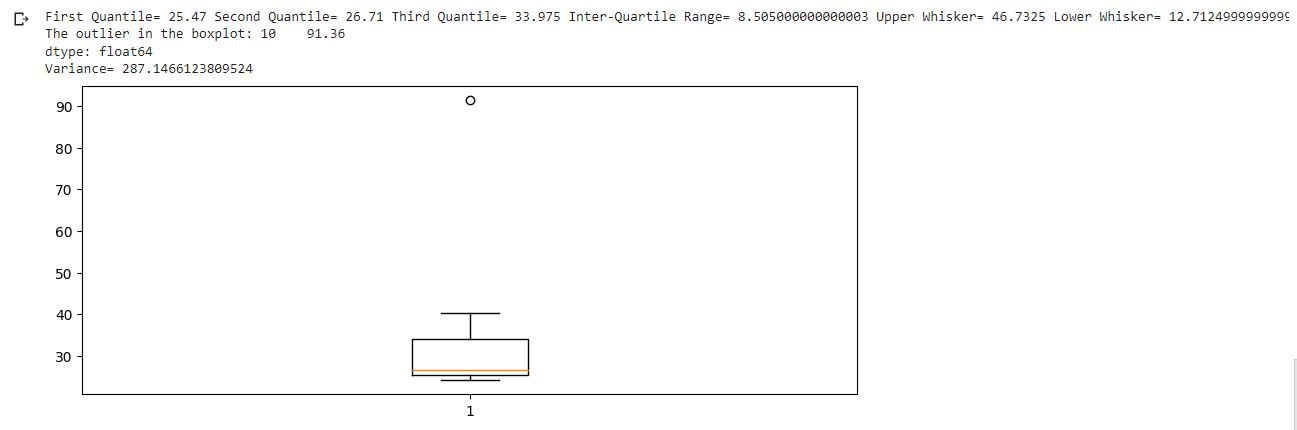 First Quantile= 25.47 Second Quantile= 26.71 Third Quantile= 33.975 Inter-Quartile Range= 8.505000000000003 Upper Whisker= 46.7325 Lower Whisker= 12.7124999999999
The outlier in the boxplot: 10    91.36
dtype: float64
Variance= 287.1466123809524
90
80
70
60
50
40
30
1